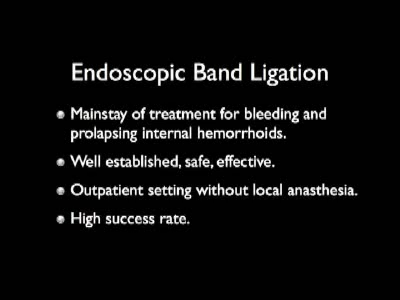 Endoscopic Band Ligation
Mainstay of treatment for bleeding and
prolapsing internal hemorrhoids.
Well established, safe, effective.
Outpatient setting without local anasthesia.
High success rate.